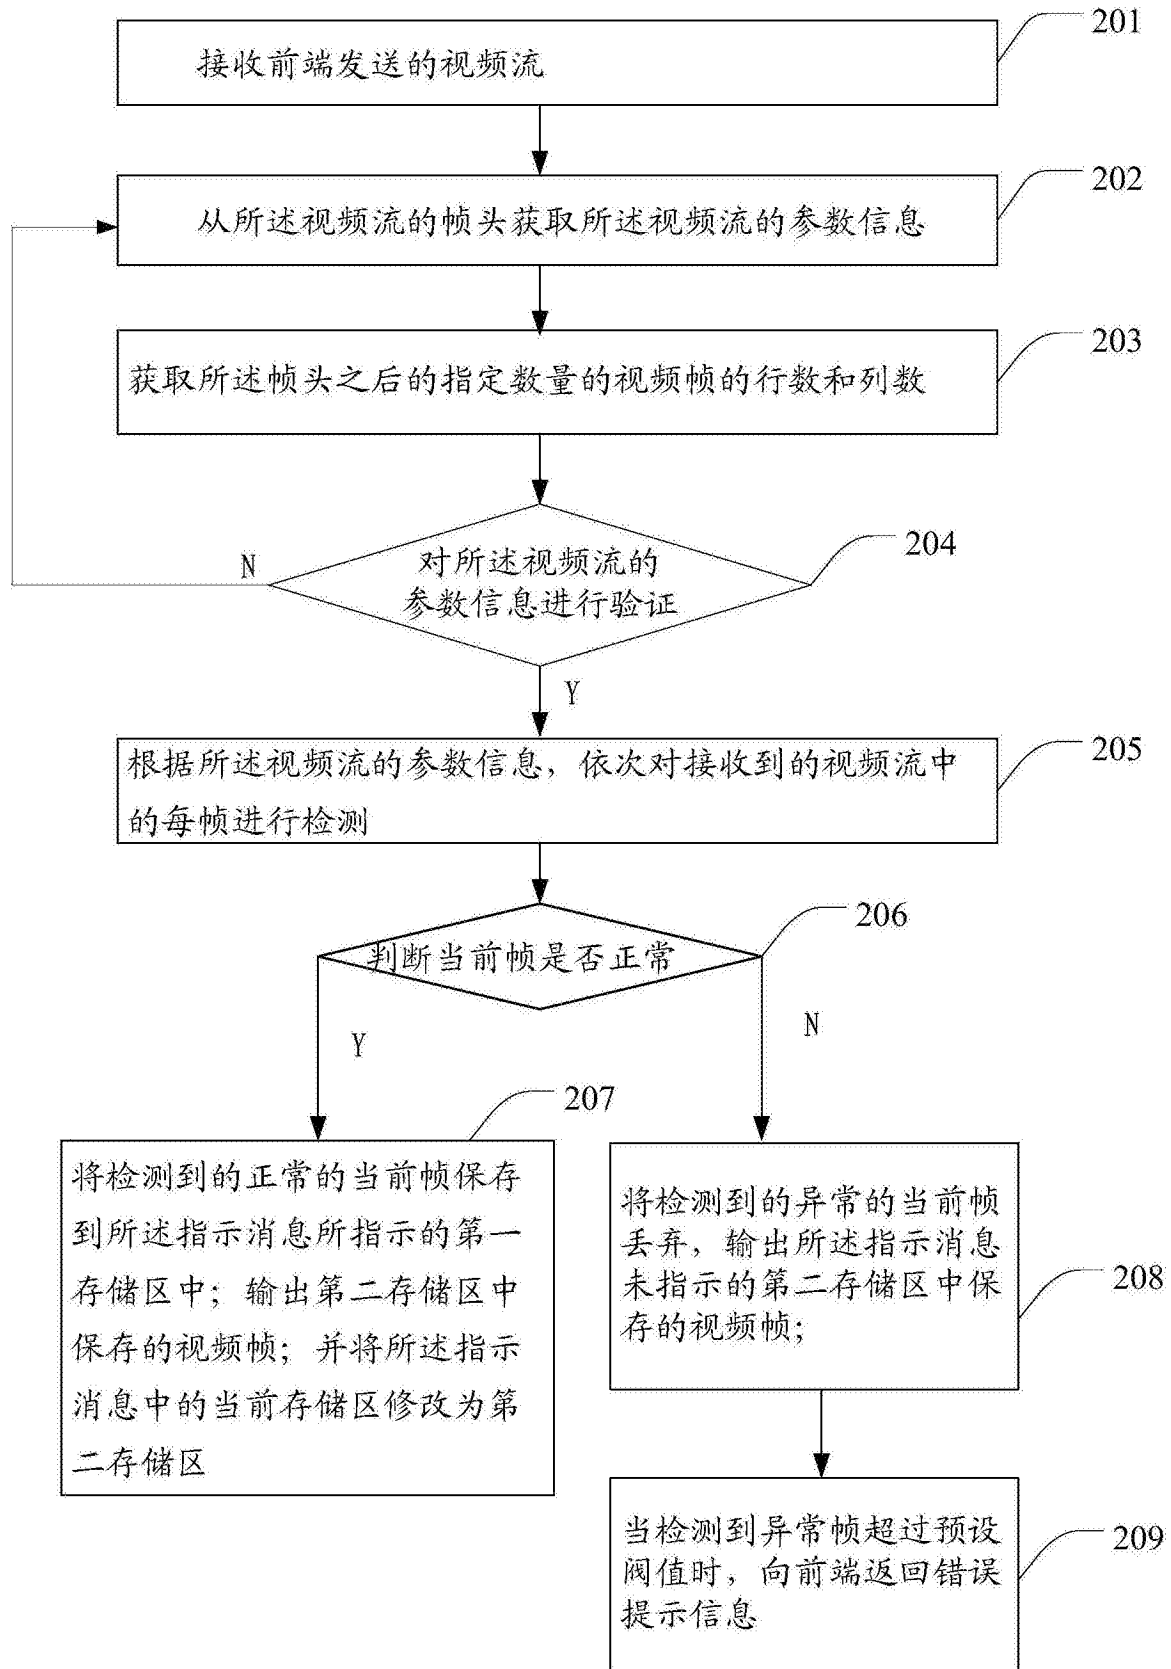 201
接收前端发送的视频流
202
从所述视频流的帧头获取所述视频流的参数信息
203
获取所述帧头之后的指定数量的视频帧的行数和列数
204
N
对所述视频流的
参数信息进行验证
Y
205
根据所述视频流的参数信息，依次对接收到的视频流中
的每帧进行检测
206
判断当前帧是否正常
Y
N
207
将检测到的正常的当前帧保存
到所述指示消息所指示的第一
存储区中；输出第二存储区中
保存的视频帧；并将所述指示
消息中的当前存储区修改为第
二存储区
208
将检测到的异常的当前帧
丢弃，输出所述指示消息
未指示的第二存储区中保
存的视频帧；
209
当检测到异常帧超过预设
阀值时，向前端返回错误
提示信息